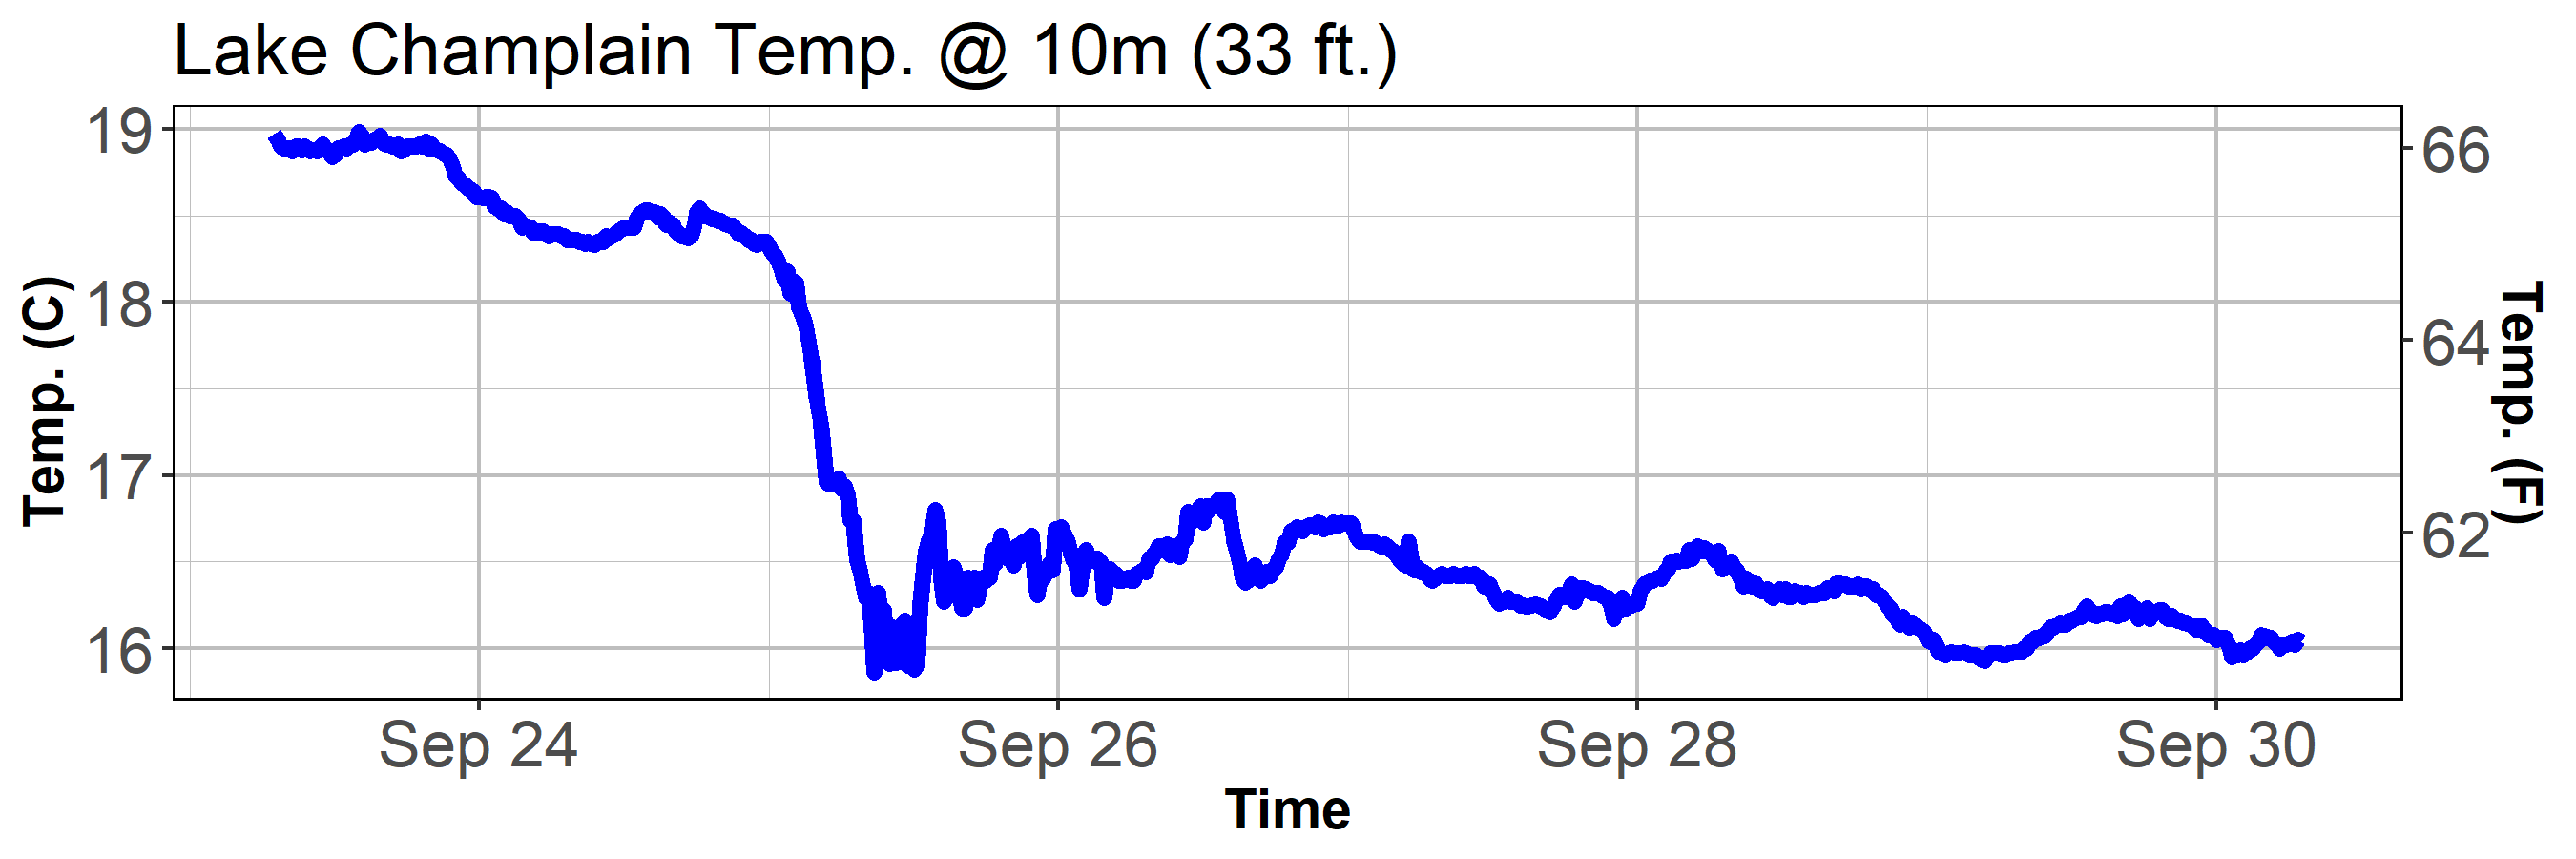 Lake Champlain Temp. @ 10m (33 ft.)
Temp. (C)
19
18
17
16
66
64
62
Temp. (F)
Sep 24 Sep 26 Sep 28 Sep 30
Time